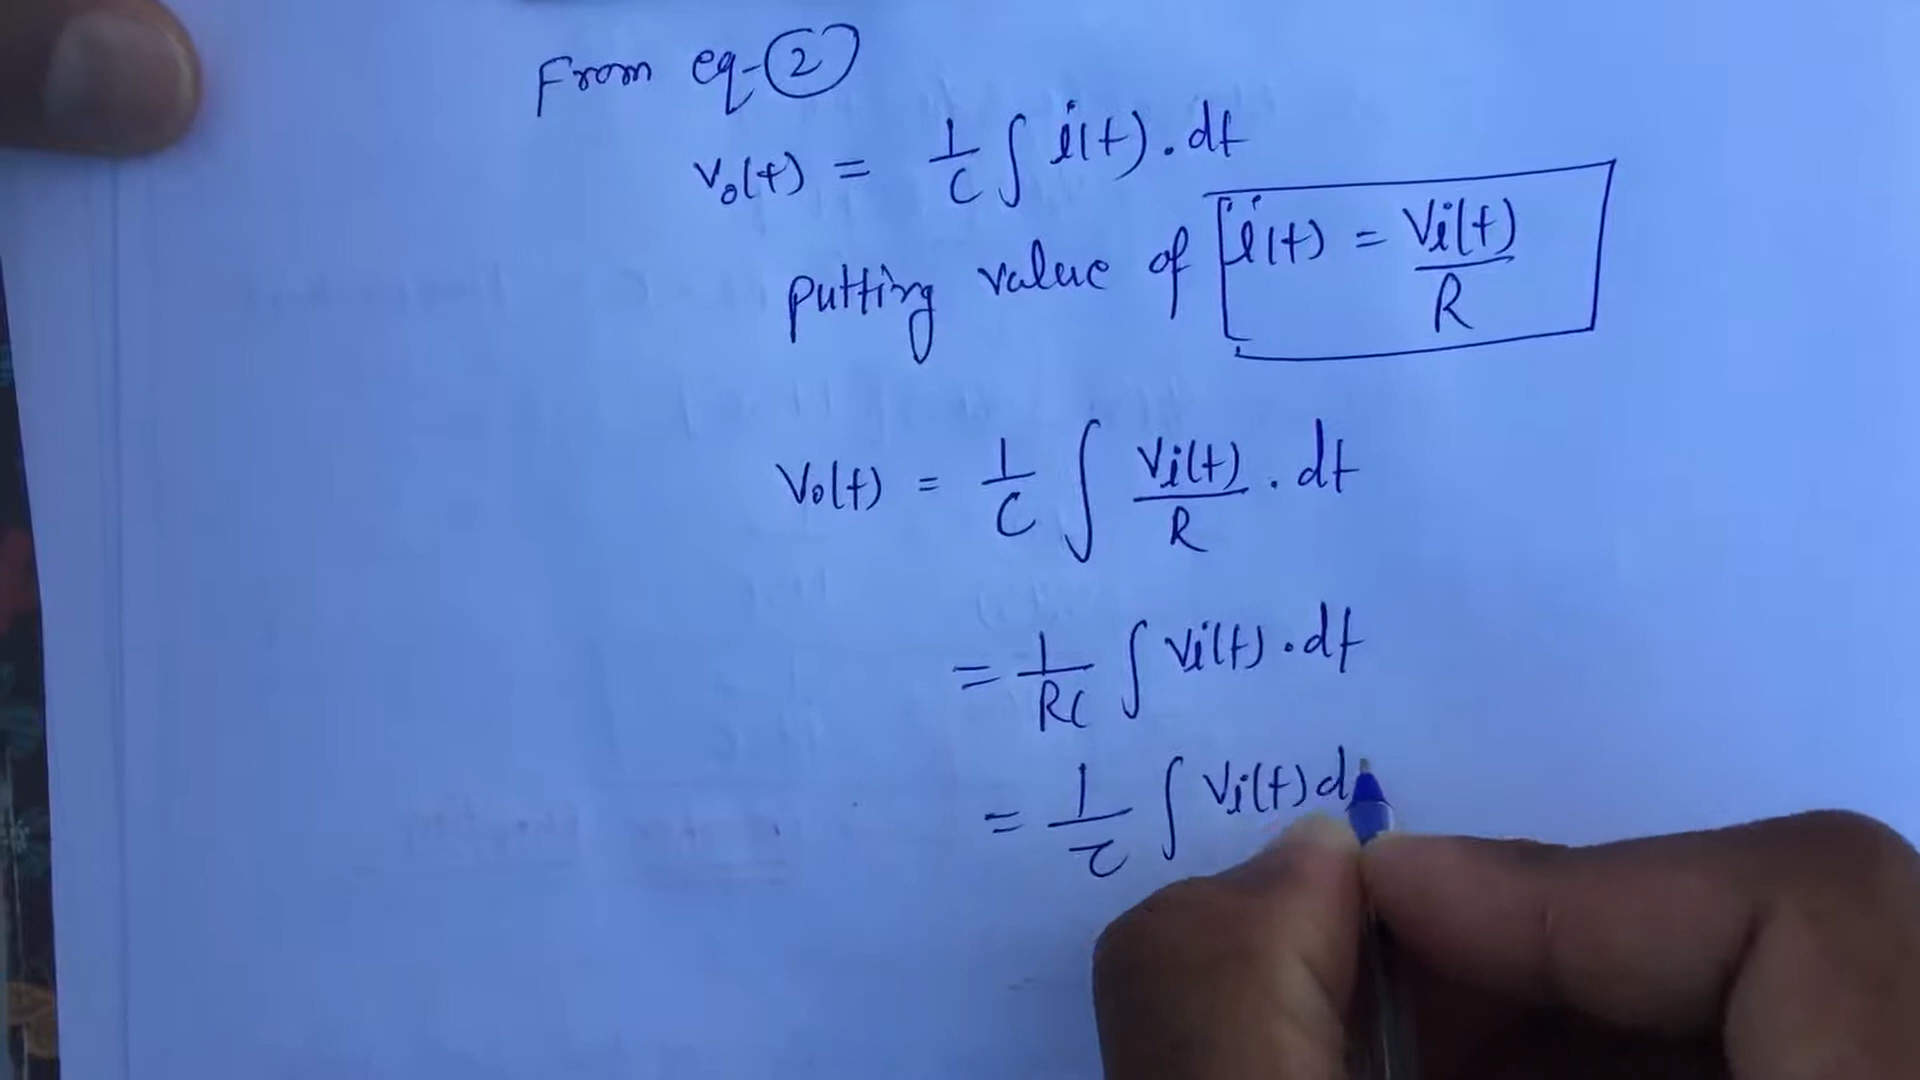 From eq-②
V₀(t) = 1/C ∫ i(t) . dt
putting value of i(t) = Vi(t)/R
V₀(t) = 1/C ∫ Vi(t)/R . dt
= 1/RC ∫ Vi(t) . dt
= 1/τ ∫ Vi(t) d